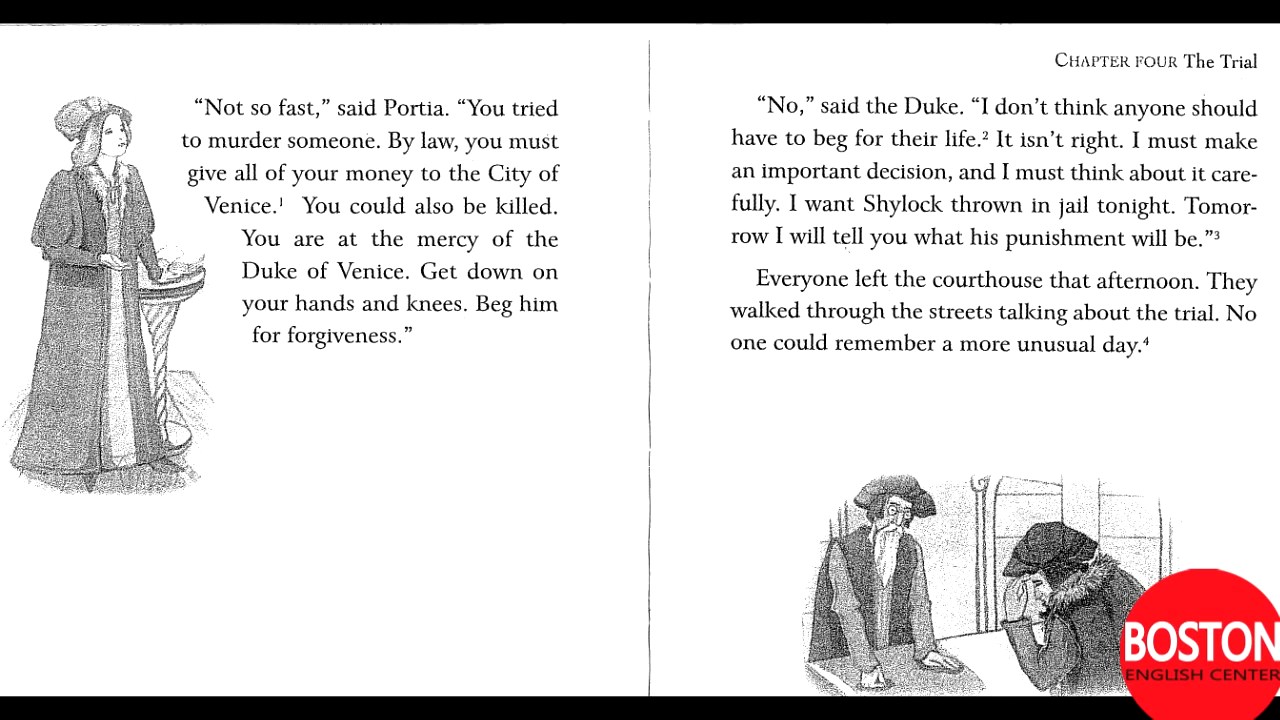 "Not so fast," said Portia. "You tried
to murder someone. By law, you must
give all of your money to the City of
Venice.¹ You could also be killed.
You are at the mercy of the
Duke of Venice. Get down on
your hands and knees. Beg him
for forgiveness."
CHAPTER FOUR The Trial
"No," said the Duke. "I don't think anyone should
have to beg for their life.² It isn't right. I must make
an important decision, and I must think about it care-
fully. I want Shylock thrown in jail tonight. Tomor-
row I will tell you what his punishment will be."³
Everyone left the courthouse that afternoon. They
walked through the streets talking about the trial. No
one could remember a more unusual day.⁴
BOSTON
ENGLISH CENTER